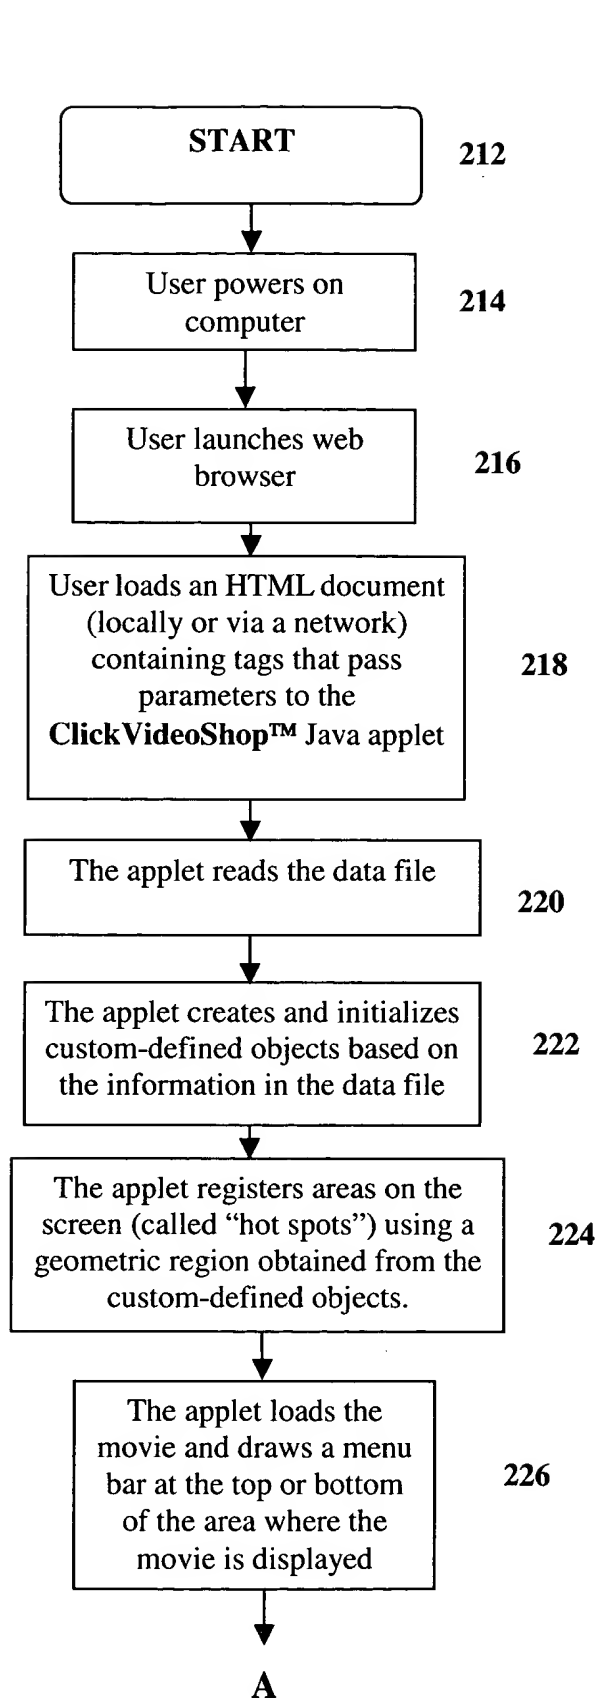 START
212
User powers on
computer
214
User launches web
browser
216
User loads an HTML document
(locally or via a network)
containing tags that pass
parameters to the
ClickVideoShop™ Java applet
218
The applet reads the data file
220
The applet creates and initializes
custom-defined objects based on
the information in the data file
222
The applet registers areas on the
screen (called “hot spots”) using a
geometric region obtained from the
custom-defined objects.
224
The applet loads the
movie and draws a menu
bar at the top or bottom
of the area where the
movie is displayed
226
A